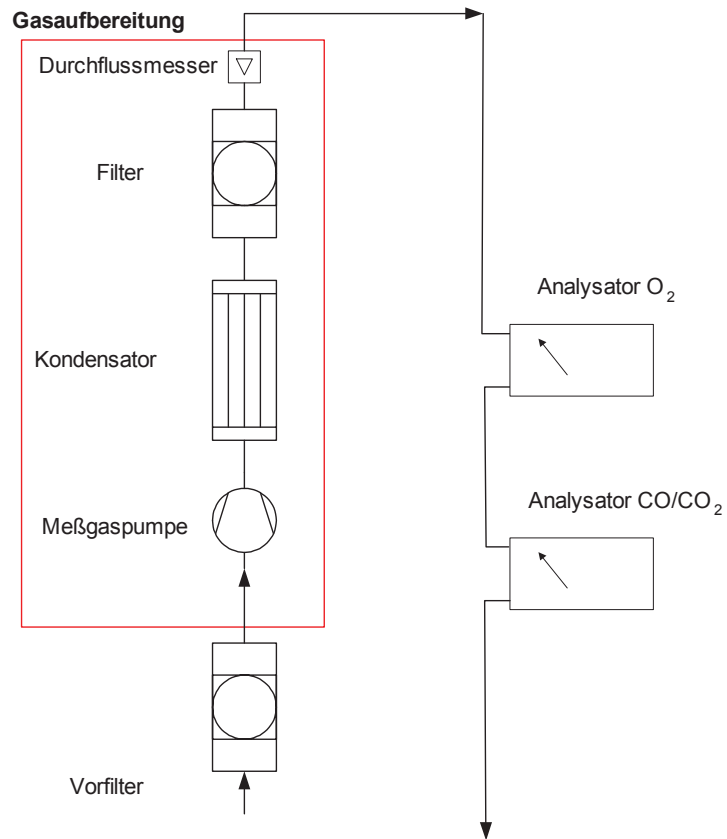 Gasaufbereitung
Durchflussmesser
Filter
Analysator O₂
Kondensator
Analysator CO/CO₂
Meßgaspumpe
Vorfilter